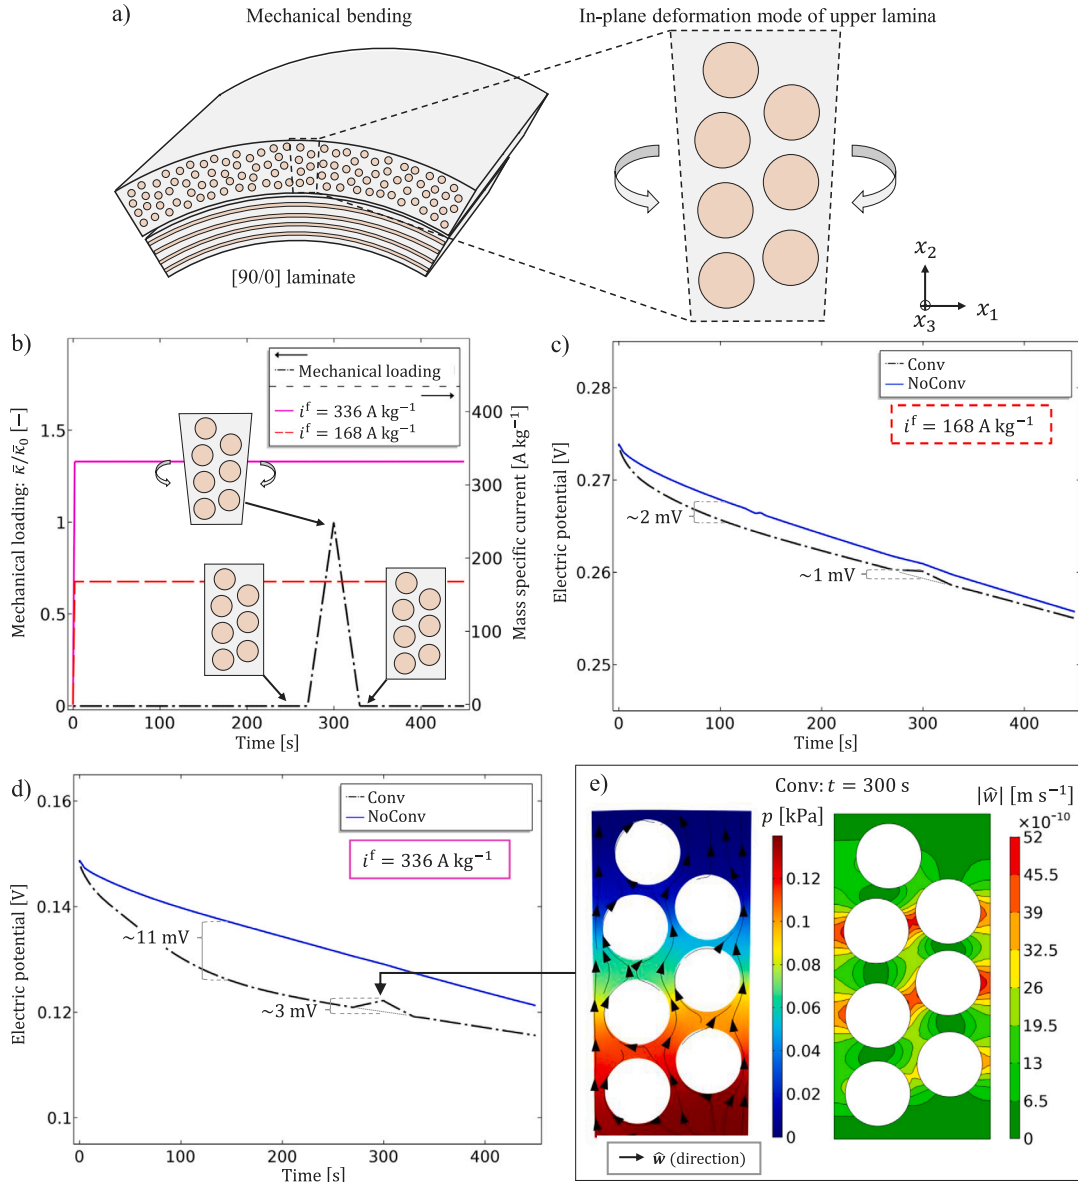 a)
Mechanical bending
In-plane deformation mode of upper lamina
[90/0] laminate
x₂
x₁
x₃
b)
Mechanical loading: κ̄/κ̄₀ [−]
1.5
1
0.5
0
Mechanical loading
iᶠ = 336 A kg⁻¹
iᶠ = 168 A kg⁻¹
400
300
200
100
0
Mass specific current [A kg⁻¹]
0 100 200 300 400
Time [s]
c)
Electric potential [V]
0.28
0.27
0.26
0.25
Conv
NoConv
iᶠ = 168 A kg⁻¹
~2 mV
~1 mV
0 100 200 300 400
Time [s]
d)
Electric potential [V]
0.16
0.14
0.12
0.1
Conv
NoConv
iᶠ = 336 A kg⁻¹
~11 mV
~3 mV
0 100 200 300 400
Time [s]
e)
Conv: t = 300 s
p [kPa]
0.12
0.1
0.08
0.06
0.04
0.02
0
|ŵ| [m s⁻¹]
×10⁻¹⁰
52
45.5
39
32.5
26
19.5
13
6.5
0
ŵ (direction)